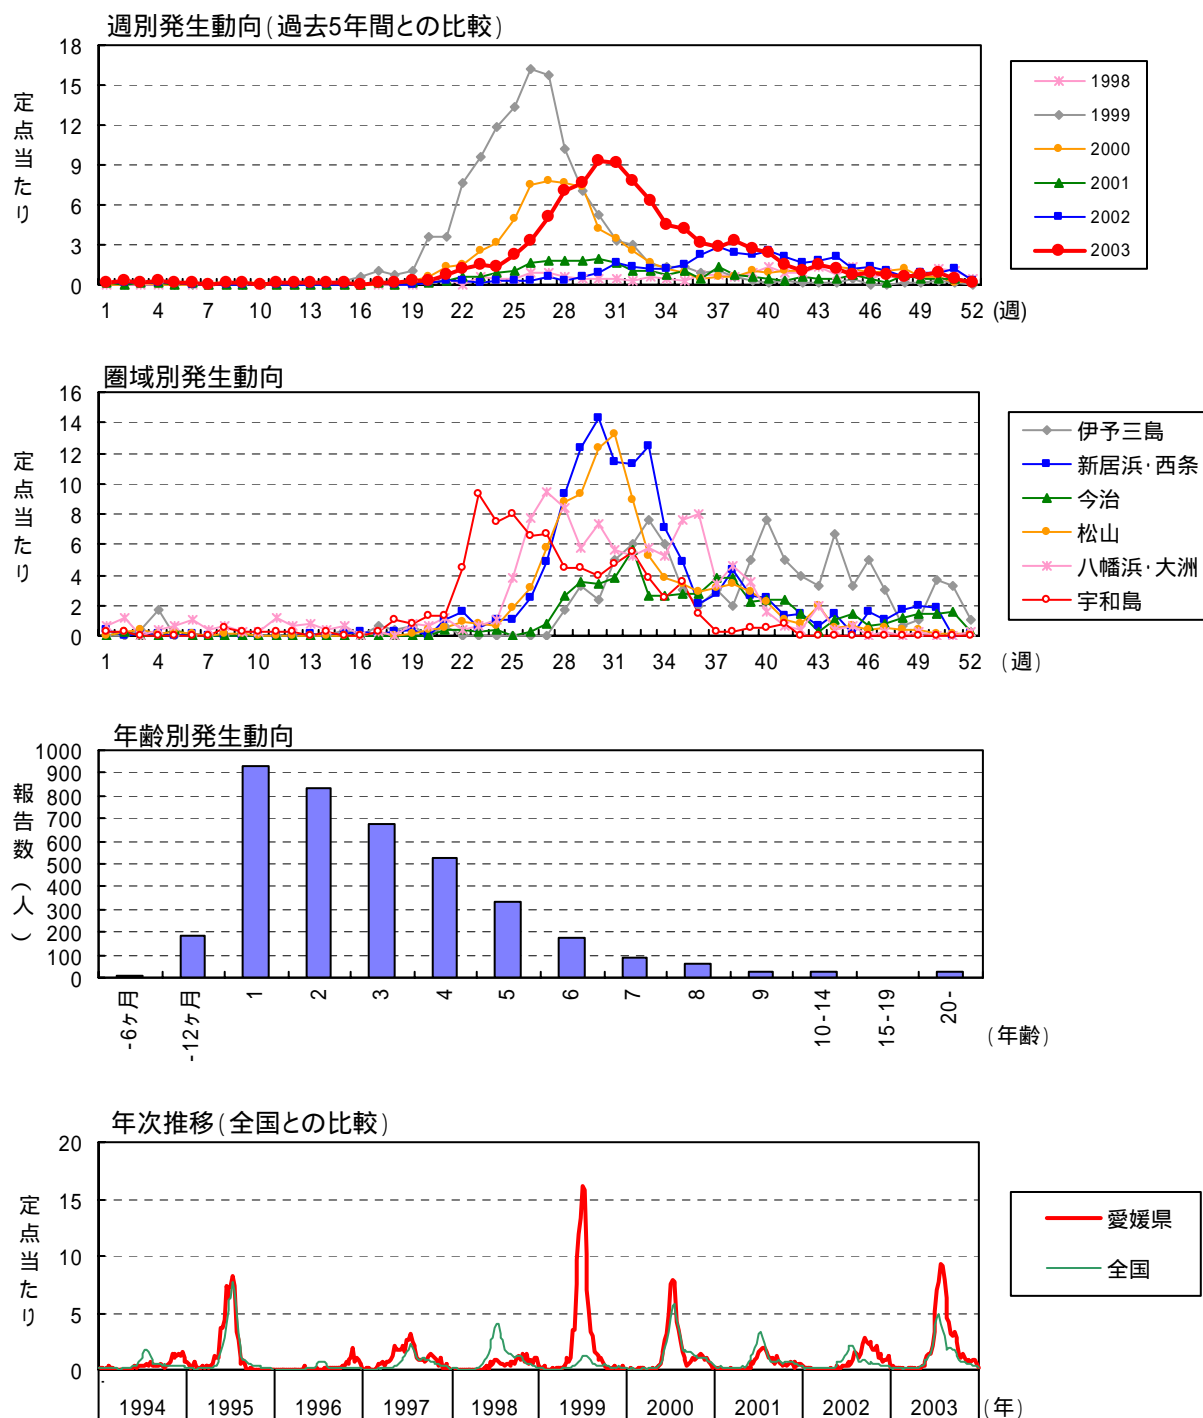 週別発生動向(過去5年間との比較)
定点当たり
18
15
12
9
6
3
0
1 4 7 10 13 16 19 22 25 28 31 34 37 40 43 46 49 52 (週)
1998
1999
2000
2001
2002
2003
圏域別発生動向
定点当たり
16
14
12
10
8
6
4
2
0
1 4 7 10 13 16 19 22 25 28 31 34 37 40 43 46 49 52 (週)
伊予三島
新居浜・西条
今治
松山
八幡浜・大洲
宇和島
年齢別発生動向
報告数(人)
1000
900
800
700
600
500
400
300
200
100
0
-6ヶ月 -12ヶ月 1 2 3 4 5 6 7 8 9 10-14 15-19 20- (年齢)
年次推移(全国との比較)
定点当たり
20
15
10
5
0
1994 1995 1996 1997 1998 1999 2000 2001 2002 2003 (年)
愛媛県
全国